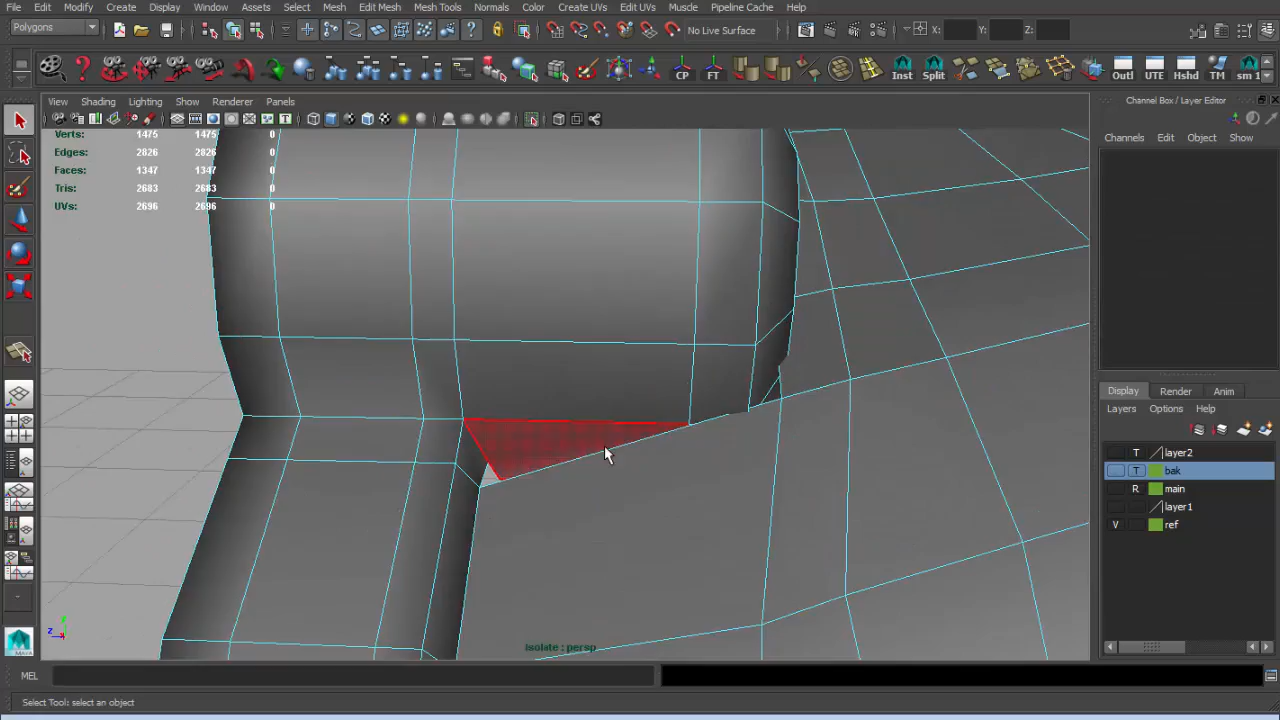 File Edit Modify Create Display Window Assets Select Mesh Edit Mesh Mesh Tools Normals Color Create UVs Edit UVs Muscle Pipeline Cache Help
Polygons No Live Surface X: Y: Z:
CP FT Inst Split Outl UTE Hshd TM sm 1
View Shading Lighting Show Renderer Panels
Channel Box / Layer Editor
Channels Edit Object Show
Verts: 1475 1475 0
Edges: 2826 2826 0
Faces: 1347 1347 0
Tris: 2683 2683 0
UVs: 2696 2696 0
Display Render Anim
Layers Options Help
T layer2
T bak
R main
layer1
V ref
z
Isolate : persp
MEL
Select Tool: select an object